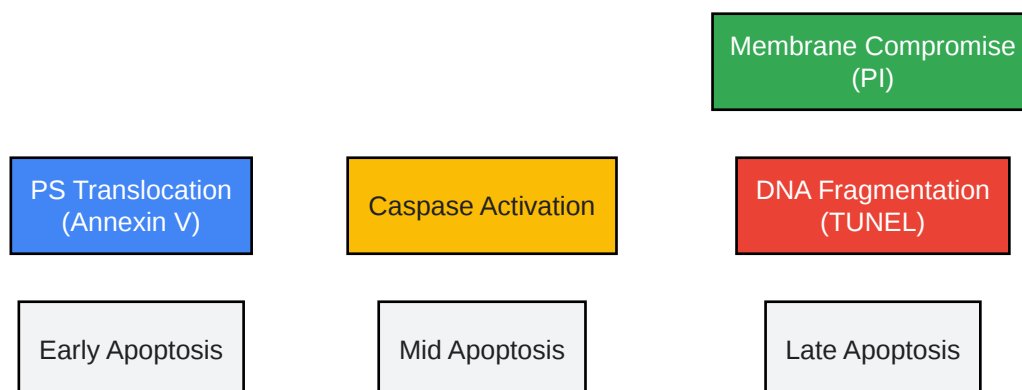 Membrane Compromise
(PI)
PS Translocation
(Annexin V)
Caspase Activation
DNA Fragmentation
(TUNEL)
Early Apoptosis
Mid Apoptosis
Late Apoptosis